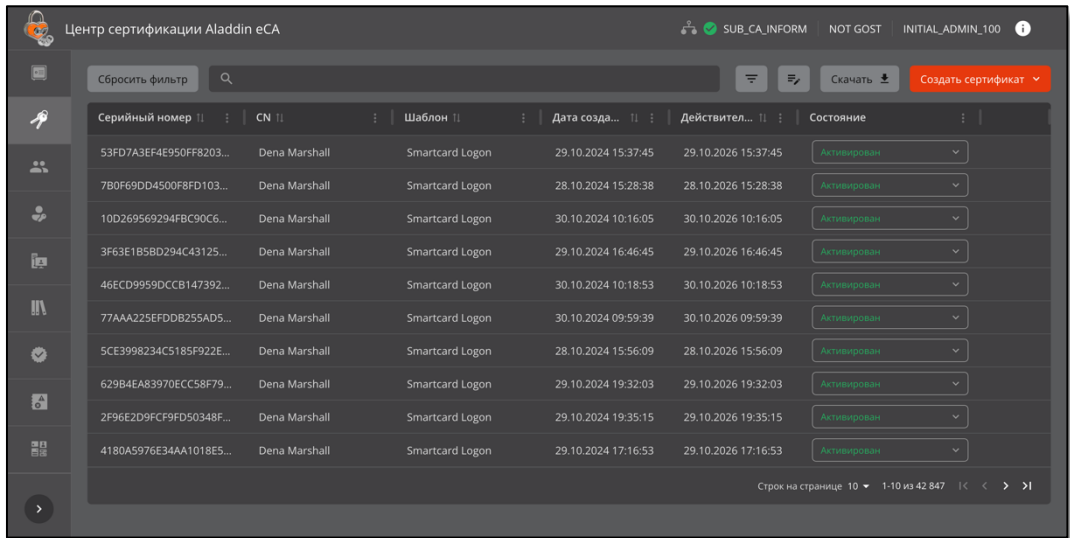 Центр сертификации Aladdin eCA SUB_CA_INFORM NOT GOST INITIAL_ADMIN_100
Сбросить фильтр Скачать Создать сертификат
Серийный номер CN Шаблон Дата созда... Действител... Состояние
53FD7A3EF4E950FF8203... Dena Marshall Smartcard Logon 29.10.2024 15:37:45 29.10.2026 15:37:45 Активирован
7B0F69DD4500F8FD103... Dena Marshall Smartcard Logon 28.10.2024 15:28:38 28.10.2026 15:28:38 Активирован
10D269569294FBC90C6... Dena Marshall Smartcard Logon 30.10.2024 10:16:05 30.10.2026 10:16:05 Активирован
3F63E1B5BD294C43125... Dena Marshall Smartcard Logon 29.10.2024 16:46:45 29.10.2026 16:46:45 Активирован
46ECD9959DCCB147392... Dena Marshall Smartcard Logon 30.10.2024 10:18:53 30.10.2026 10:18:53 Активирован
77AAA225EFDDB255AD5... Dena Marshall Smartcard Logon 30.10.2024 09:59:39 30.10.2026 09:59:39 Активирован
5CE3998234C5185F922E... Dena Marshall Smartcard Logon 28.10.2024 15:56:09 28.10.2026 15:56:09 Активирован
629B4EA83970ECC58F79... Dena Marshall Smartcard Logon 29.10.2024 19:32:03 29.10.2026 19:32:03 Активирован
2F96E2D9FCF9FD50348F... Dena Marshall Smartcard Logon 29.10.2024 19:35:15 29.10.2026 19:35:15 Активирован
4180A5976E34AA1018E5... Dena Marshall Smartcard Logon 29.10.2024 17:16:53 29.10.2026 17:16:53 Активирован
Строк на странице 10 1-10 из 42 847